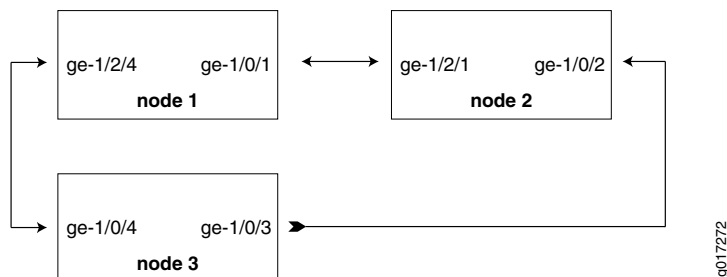 ge-1/2/4 ge-1/0/1
node 1
ge-1/2/1 ge-1/0/2
node 2
ge-1/0/4 ge-1/0/3
node 3
g017272